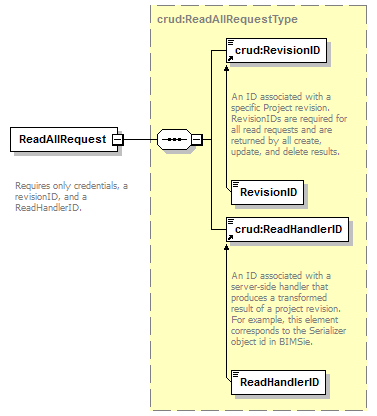 crud:ReadAllRequestType
crud:RevisionID
An ID associated with a
specific Project revision.
RevisionIDs are required for
all read requests and are
returned by all create,
update, and delete results.
ReadAllRequest
Requires only credentials, a
revisionID, and a
ReadHandlerID.
RevisionID
crud:ReadHandlerID
An ID associated with a
server-side handler that
produces a transformed
result of a project revision.
For example, this element
corresponds to the Serializer
object id in BIMSie.
ReadHandlerID